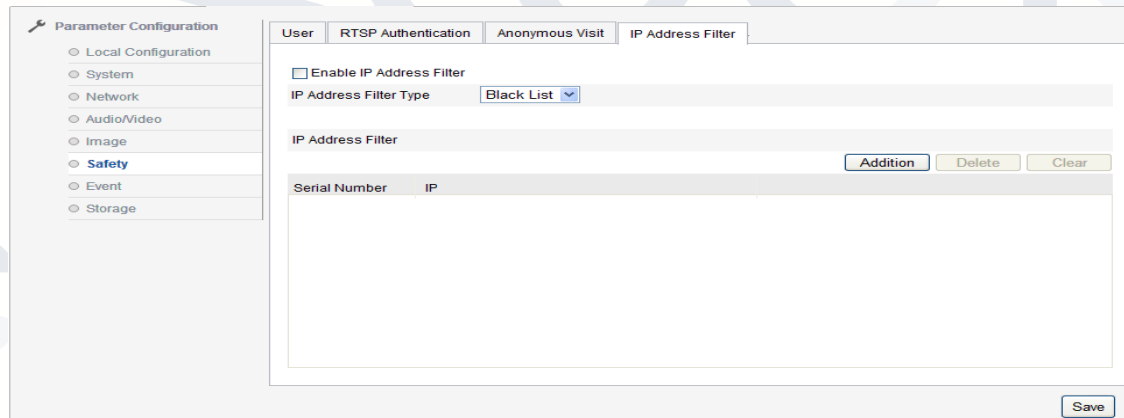 Parameter Configuration
Local Configuration
System
Network
Audio/Video
Image
Safety
Event
Storage
User RTSP Authentication Anonymous Visit IP Address Filter
Enable IP Address Filter
IP Address Filter Type Black List
IP Address Filter
Addition Delete Clear
Serial Number IP
Save